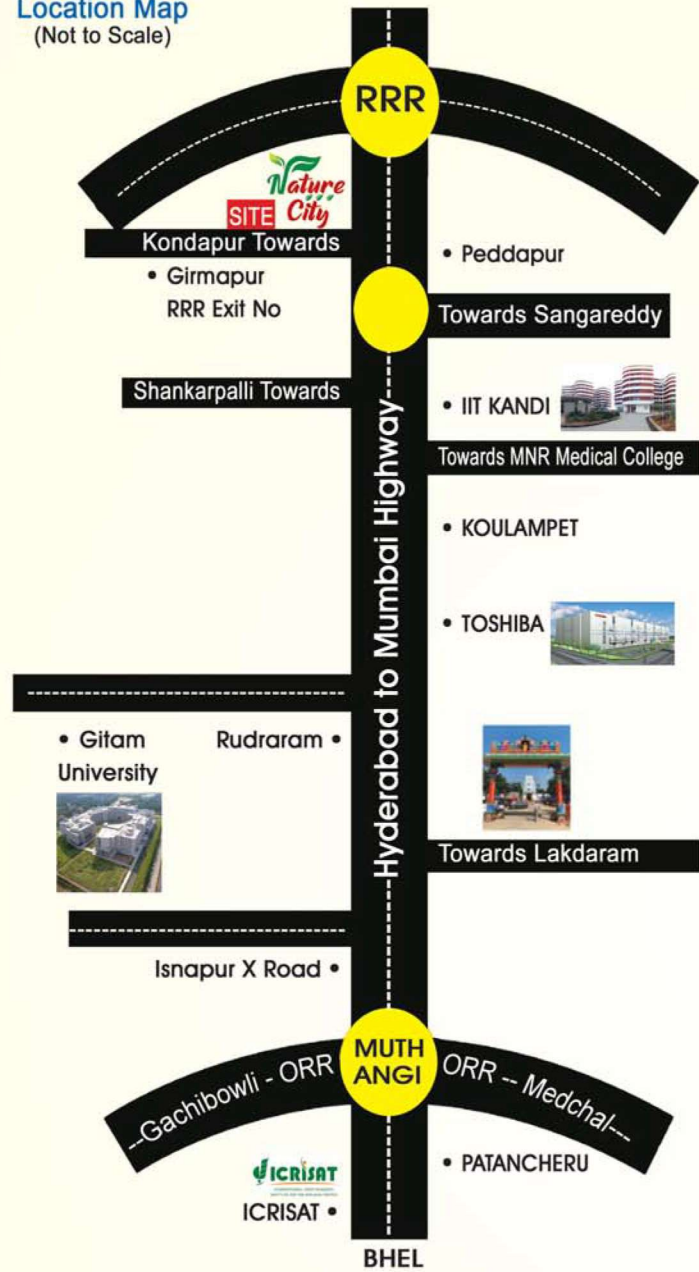 Location Map
(Not to Scale)
RRR
Nature
SITE City
Kondapur Towards
• Peddapur
• Girmapur
RRR Exit No
Towards Sangareddy
Shankarpalli Towards
• IIT KANDI
Towards MNR Medical College
Hyderabad to Mumbai Highway
• KOULAMPET
• TOSHIBA
• Gitam
University
Rudraram •
Towards Lakdaram
Isnapur X Road •
MUTH
ANGI
--Gachibowli - ORR
ORR -- Medchal---
ICRISAT
ICRISAT •
• PATANCHERU
BHEL